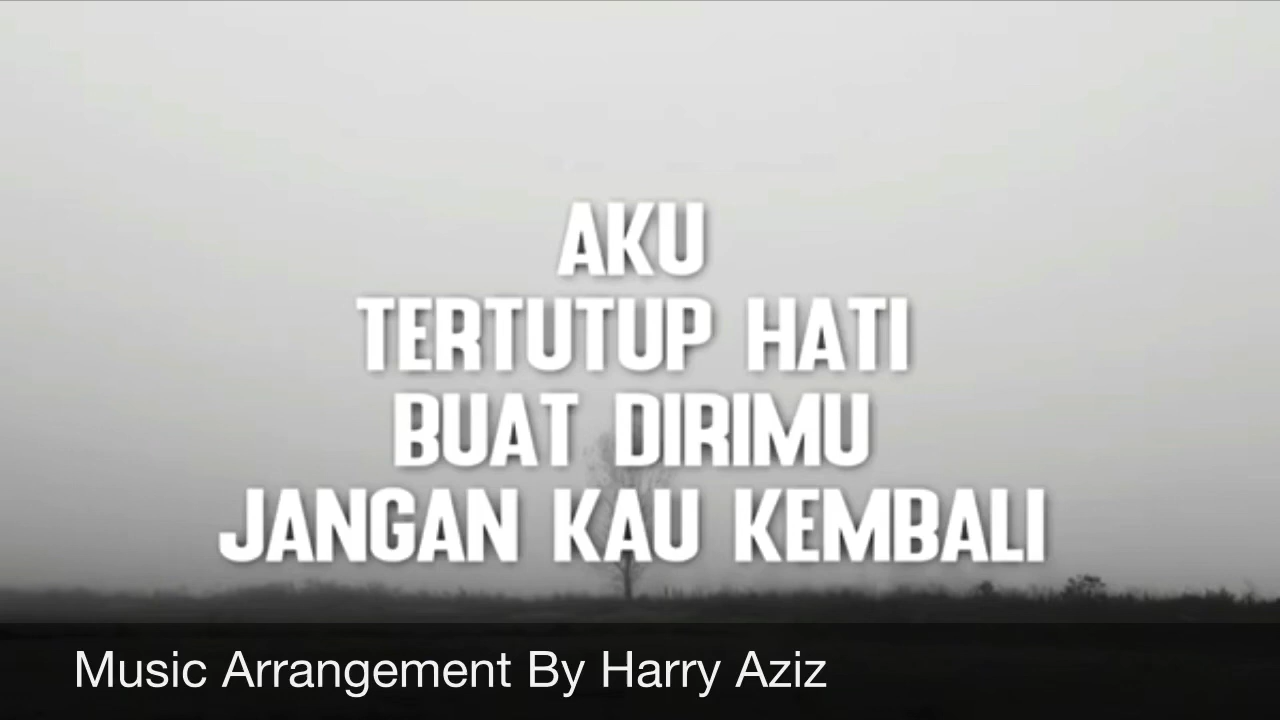 AKU
TERTUTUP HATI
BUAT DIRIMU
JANGAN KAU KEMBALI
Music Arrangement By Harry Aziz